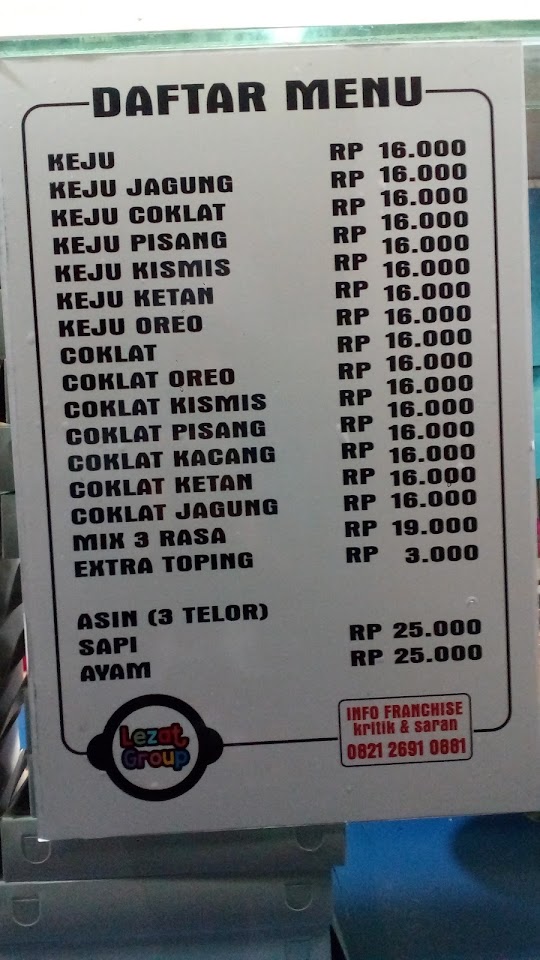 DAFTAR MENU
KEJU RP 16.000
KEJU JAGUNG RP 16.000
KEJU COKLAT RP 16.000
KEJU PISANG RP 16.000
KEJU KISMIS RP 16.000
KEJU KETAN RP 16.000
KEJU OREO RP 16.000
COKLAT RP 16.000
COKLAT OREO RP 16.000
COKLAT KISMIS RP 16.000
COKLAT PISANG RP 16.000
COKLAT KACANG RP 16.000
COKLAT KETAN RP 16.000
COKLAT JAGUNG RP 16.000
MIX 3 RASA RP 19.000
EXTRA TOPING RP 3.000
ASIN (3 TELOR)
SAPI RP 25.000
AYAM RP 25.000
Lezat
Group
INFO FRANCHISE
kritik & saran
0821 2691 0881